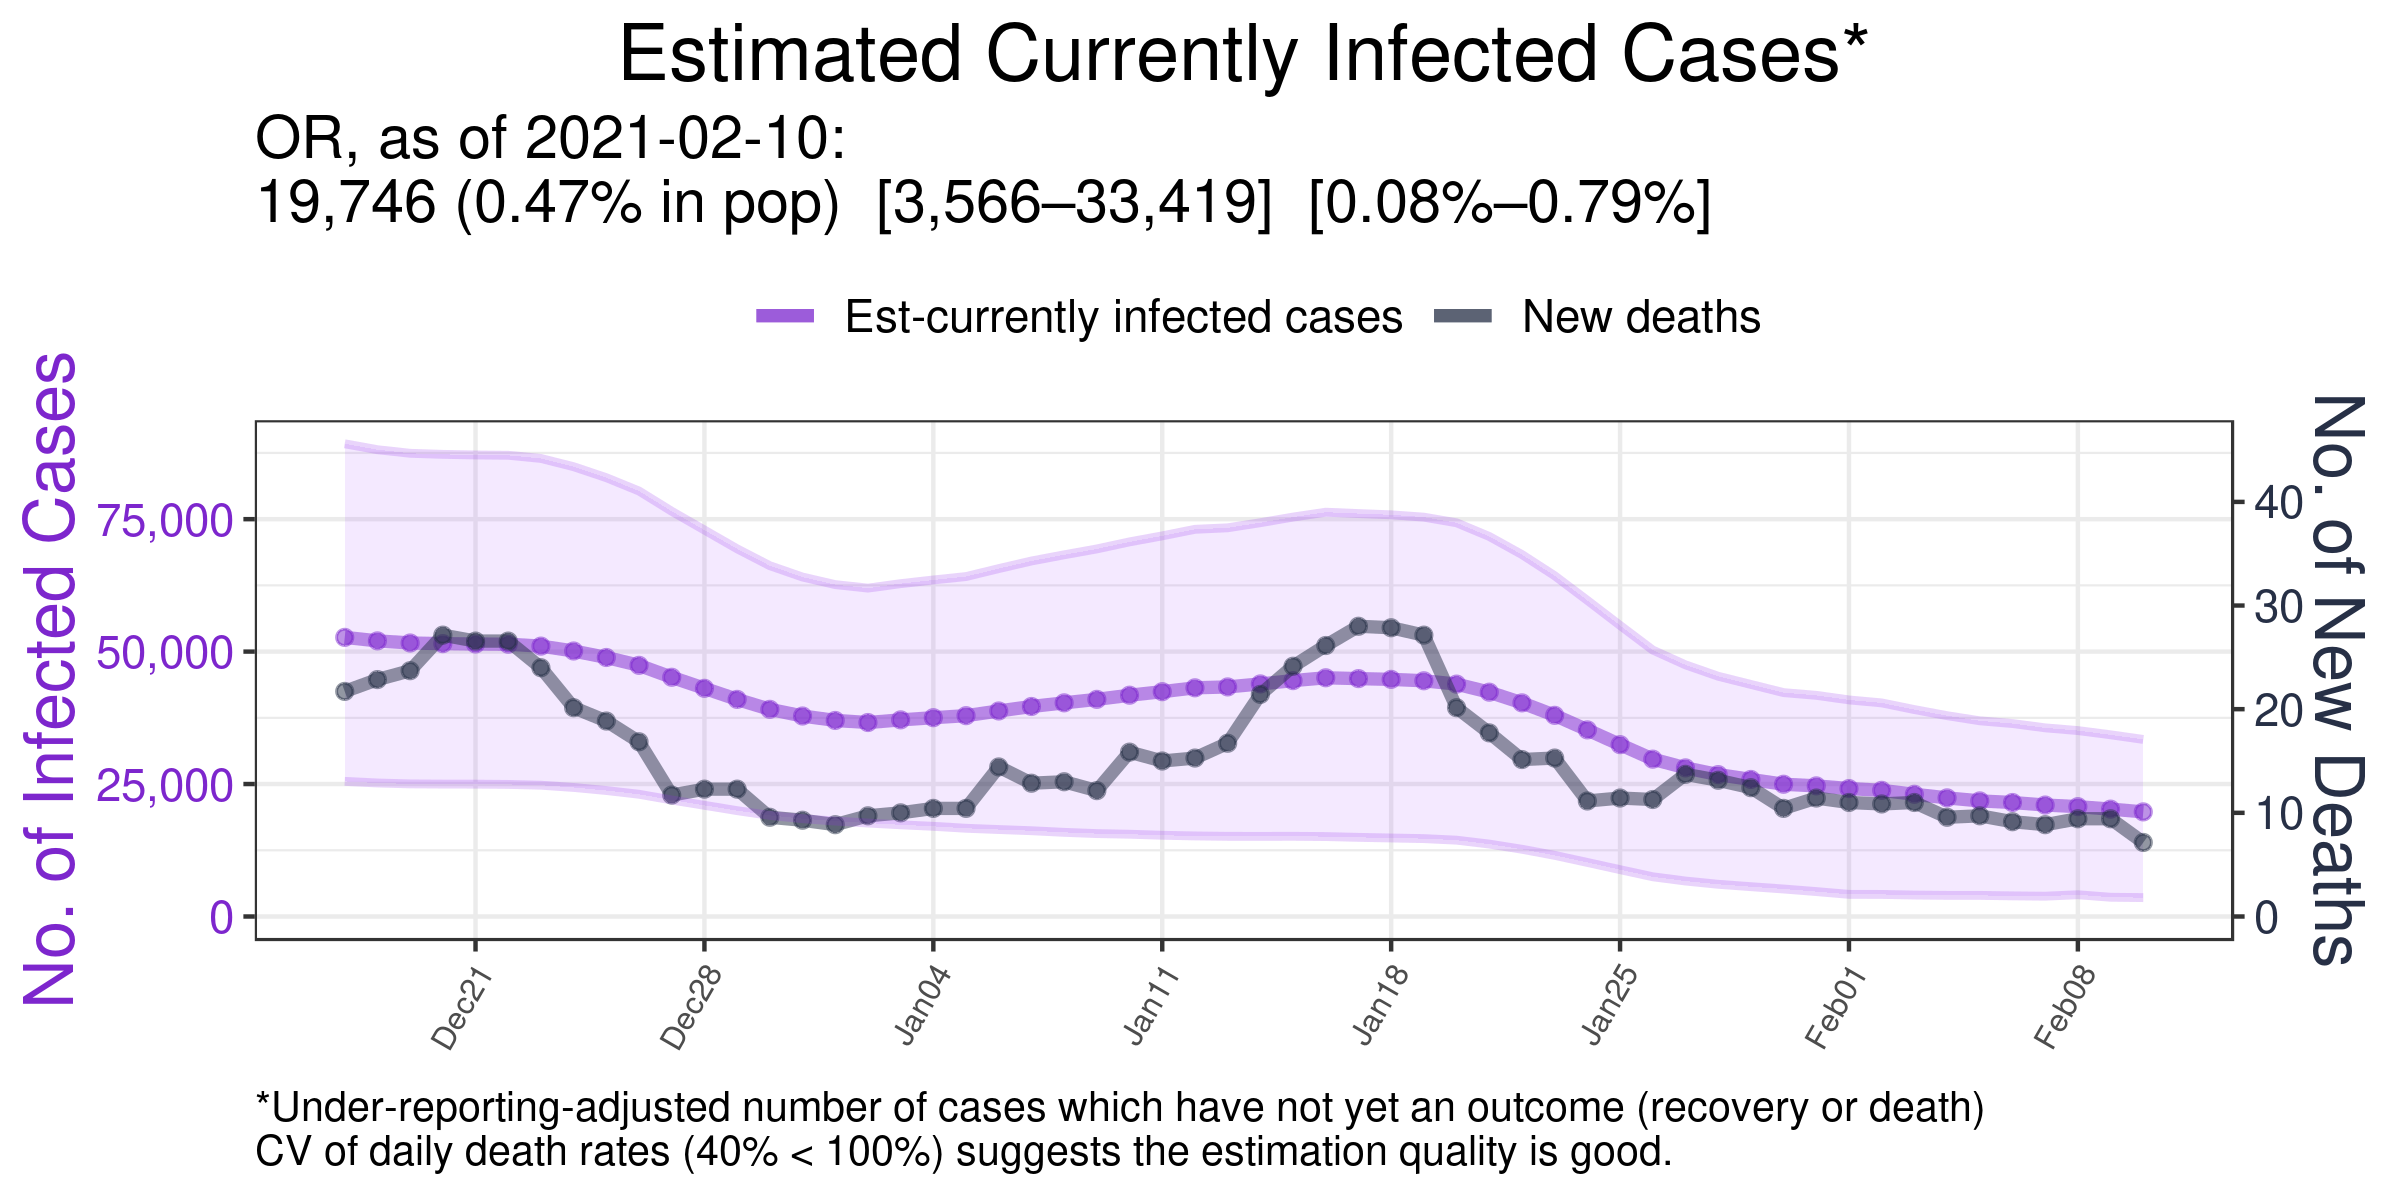 Estimated Currently Infected Cases*
OR, as of 2021-02-10:
19,746 (0.47% in pop)  [3,566–33,419]  [0.08%–0.79%]
Est-currently infected cases
New deaths
No. of Infected Cases
75,000
50,000
25,000
0
40
30
20
10
0
No. of New Deaths
Dec21
Dec28
Jan04
Jan11
Jan18
Jan25
Feb01
Feb08
*Under-reporting-adjusted number of cases which have not yet an outcome (recovery or death)
CV of daily death rates (40% < 100%) suggests the estimation quality is good.